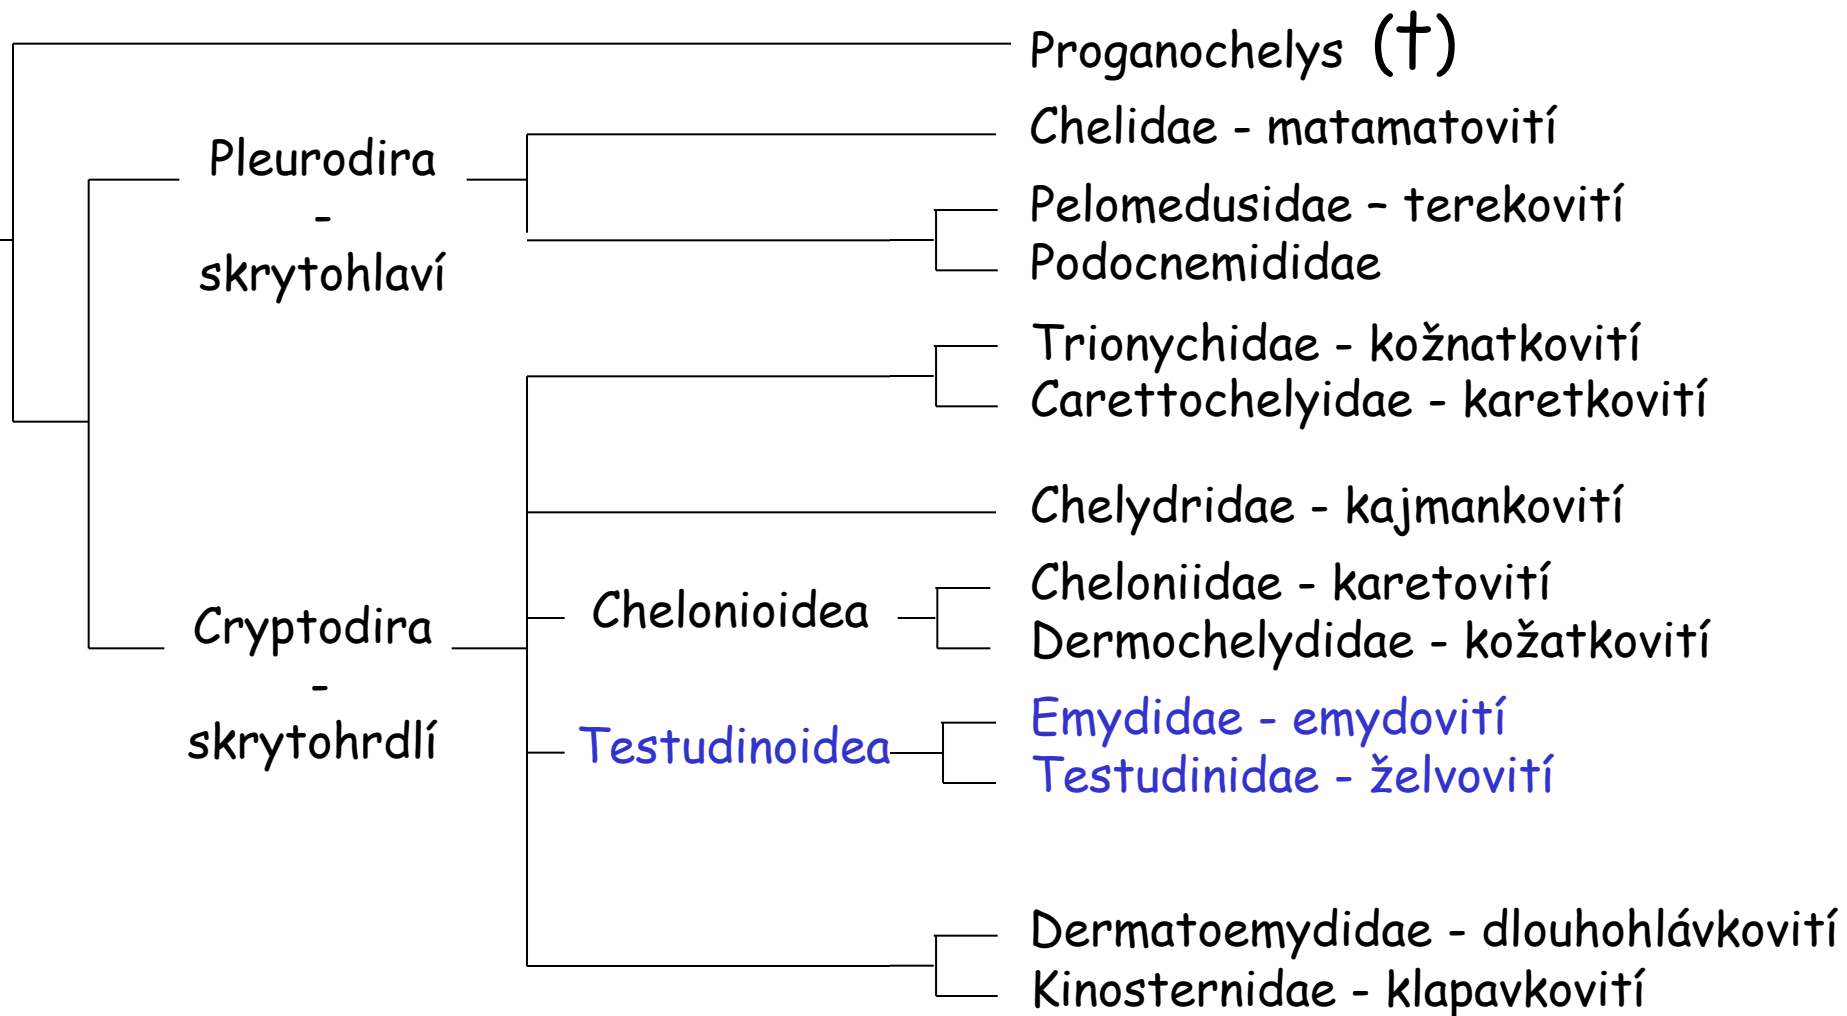 Proganochelys (†)
Chelidae - matamatovití
Pleurodira
-
skrytohlaví
Pelomedusidae – terekovití
Podocnemididae
Trionychidae - kožnatkovití
Carettochelyidae - karetkovití
Chelydridae - kajmankovití
Cheloniidae - karetovití
Chelonioidea
Dermochelydidae - kožatkovití
Cryptodira
-
skrytohrdlí
Emydidae - emydovití
Testudinoidea
Testudinidae - želvovití
Dermatoemydidae - dlouhohlávkovití
Kinosternidae - klapavkovití